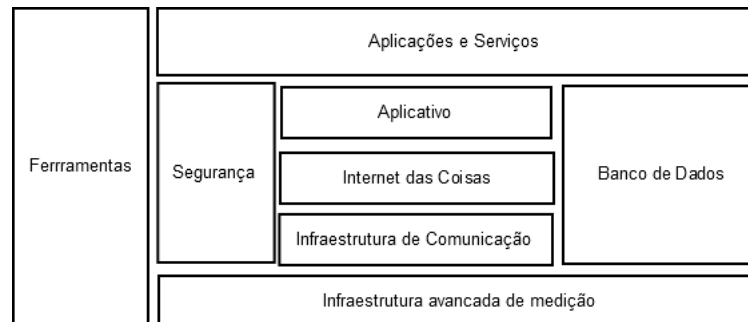 Aplicações e Serviços
Aplicativo
Ferrramentas
Segurança
Internet das Coisas
Banco de Dados
Infraestrutura de Comunicação
Infraestrutura avancada de medição